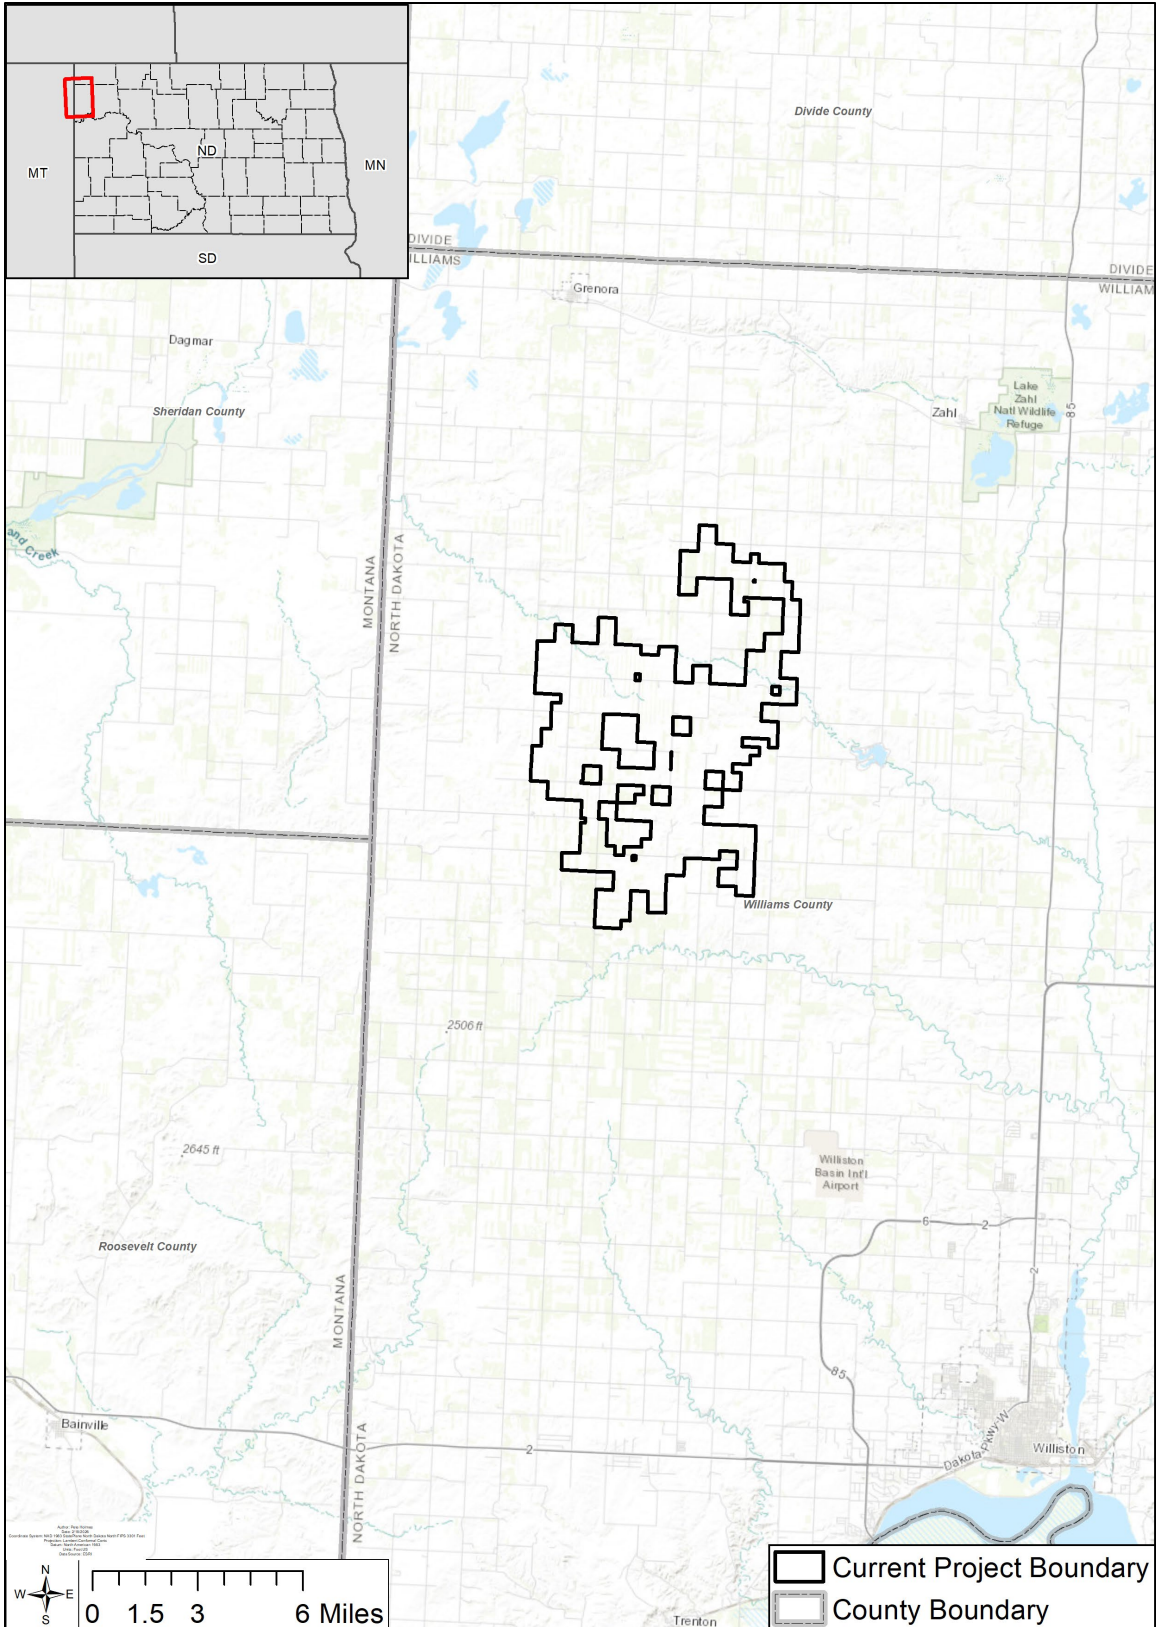 MT
ND
MN
SD
Divide County
DIVIDE
WILLIAMS
DIVIDE
WILLIAM
Grenora
Dagmar
Sheridan County
Lake
Zahl
Natl Wildlife
Refuge
Zahl
85
and Creek
MONTANA
NORTH DAKOTA
Williams County
2506 ft
2645 ft
Williston
Basin Int'l
Airport
6
2
Roosevelt County
2
MONTANA
85
Bainville
NORTH DAKOTA
2
Dakota Pkwy W
Williston
Trenton
N
W
E
S
0 1.5 3 6 Miles
Current Project Boundary
County Boundary